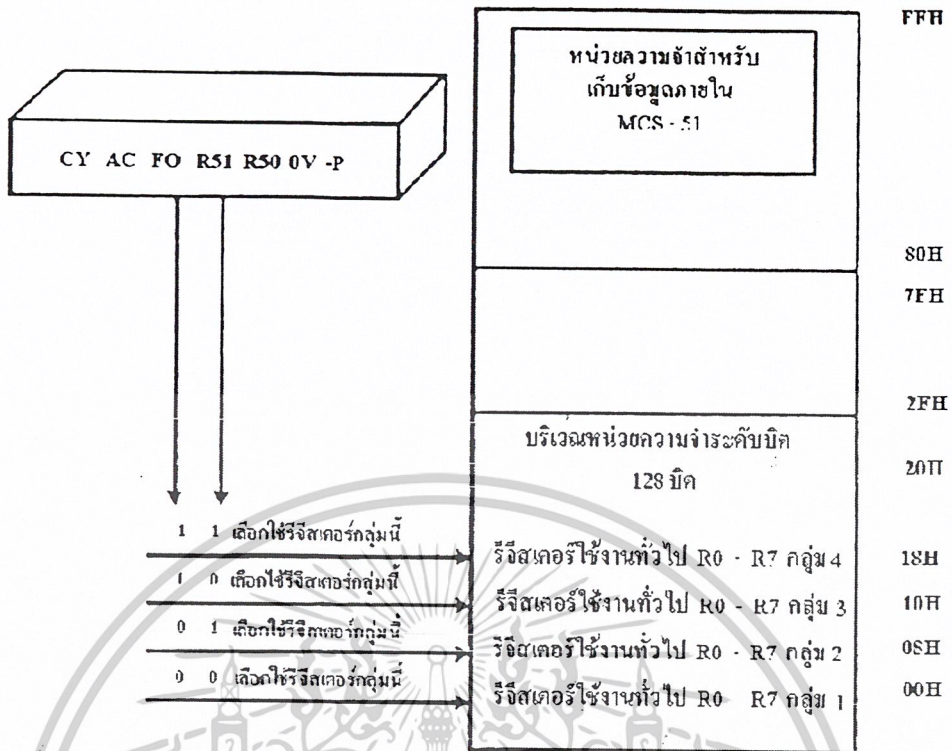 FFH
หน่วยความจำสำหรับ
เก็บข้อมูลภายใน
MCS - 51
CY AC FO R51 R50 0V -P
80H
7FH
2FH
บริเวณหน่วยความจำระดับบิต
128 บิต
20H
1 1 เลือกใช้รีจีสเตอร์กลุ่มนี้
รีจีสเตอร์ใช้งานทั่วไป R0 - R7 กลุ่ม 4
18H
1 0 เลือกใช้รีจีสเตอร์กลุ่มนี้
รีจีสเตอร์ใช้งานทั่วไป R0 - R7 กลุ่ม 3
10H
0 1 เลือกใช้รีจีสเตอร์กลุ่มนี้
รีจีสเตอร์ใช้งานทั่วไป R0 - R7 กลุ่ม 2
08H
0 0 เลือกใช้รีจีสเตอร์กลุ่มนี้
รีจีสเตอร์ใช้งานทั่วไป R0 R7 กลุ่ม 1
00H